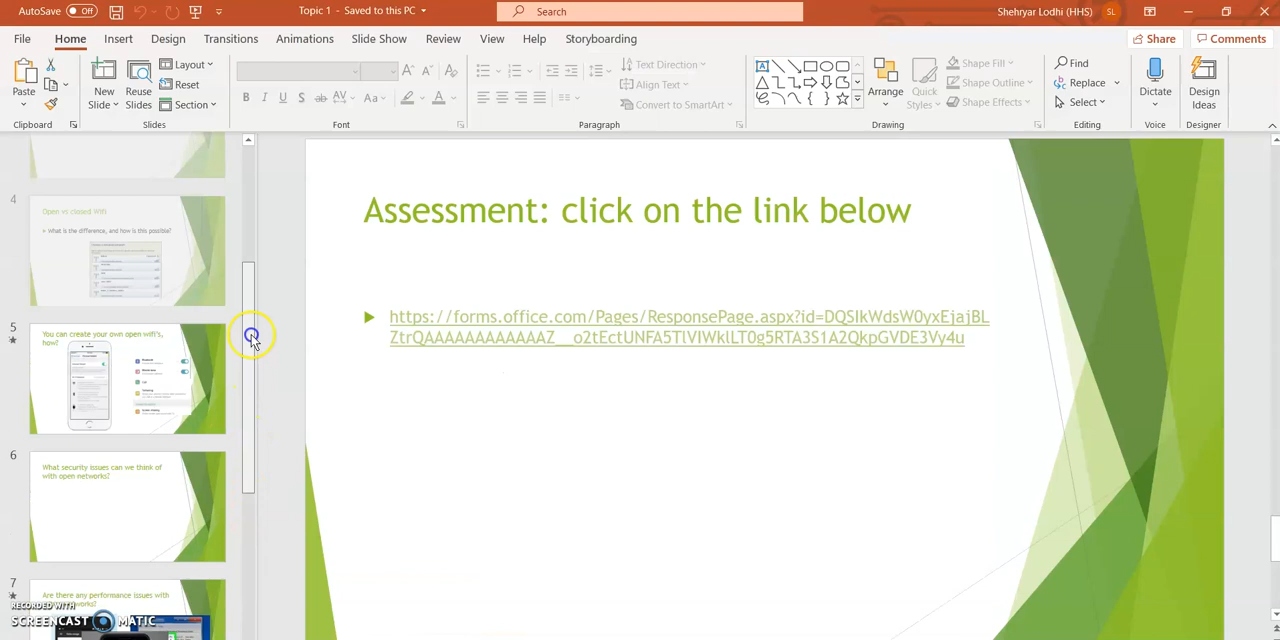 AutoSave Off Topic 1 - Saved to this PC Search Shehryar Lodhi (HHS) SL
File Home Insert Design Transitions Animations Slide Show Review View Help Storyboarding Share Comments
Paste New Slide Reuse Slides Layout Reset Section
B I U S ab AV Aa A A A
Text Direction Align Text Convert to SmartArt
Arrange Quick Styles Shape Fill Shape Outline Shape Effects
Find Replace Select Dictate Design Ideas
Clipboard Slides Font Paragraph Drawing Editing Voice Designer
4
Open vs closed Wifi
What is the difference, and how is this possible?
5
You can create your own open wifi's,
how?
6
What security issues can we think of
with open networks?
7
Are there any performance issues with
RECORDED WITH
SCREENCAST MATIC
Assessment: click on the link below
https://forms.office.com/Pages/ResponsePage.aspx?id=DQSIkWdsW0yxEjajBL
ZtrQAAAAAAAAAAAAZ__o2tEctUNFA5TlVIWklLT0g5RTA3S1A2QkpGVDE3Vy4u